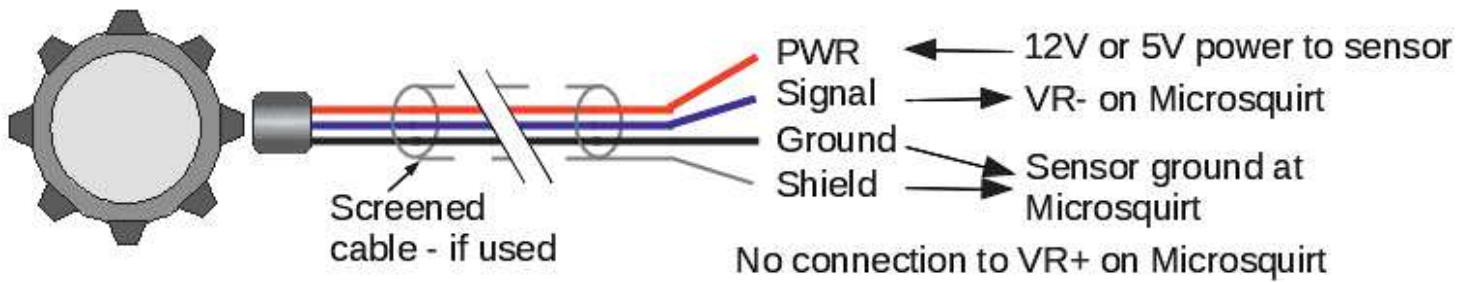 PWR
12V or 5V power to sensor
Signal
VR- on Microsquirt
Ground
Shield
Sensor ground at
Microsquirt
Screened
cable - if used
No connection to VR+ on Microsquirt